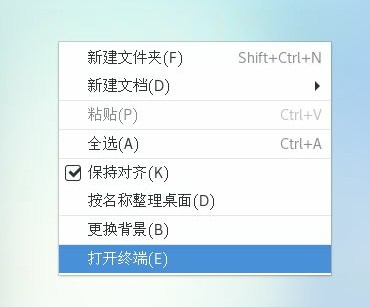 新建文件夹(F) Shift+Ctrl+N
新建文档(D)
粘贴(P) Ctrl+V
全选(A) Ctrl+A
保持对齐(K)
按名称整理桌面(D)
更换背景(B)
打开终端(E)